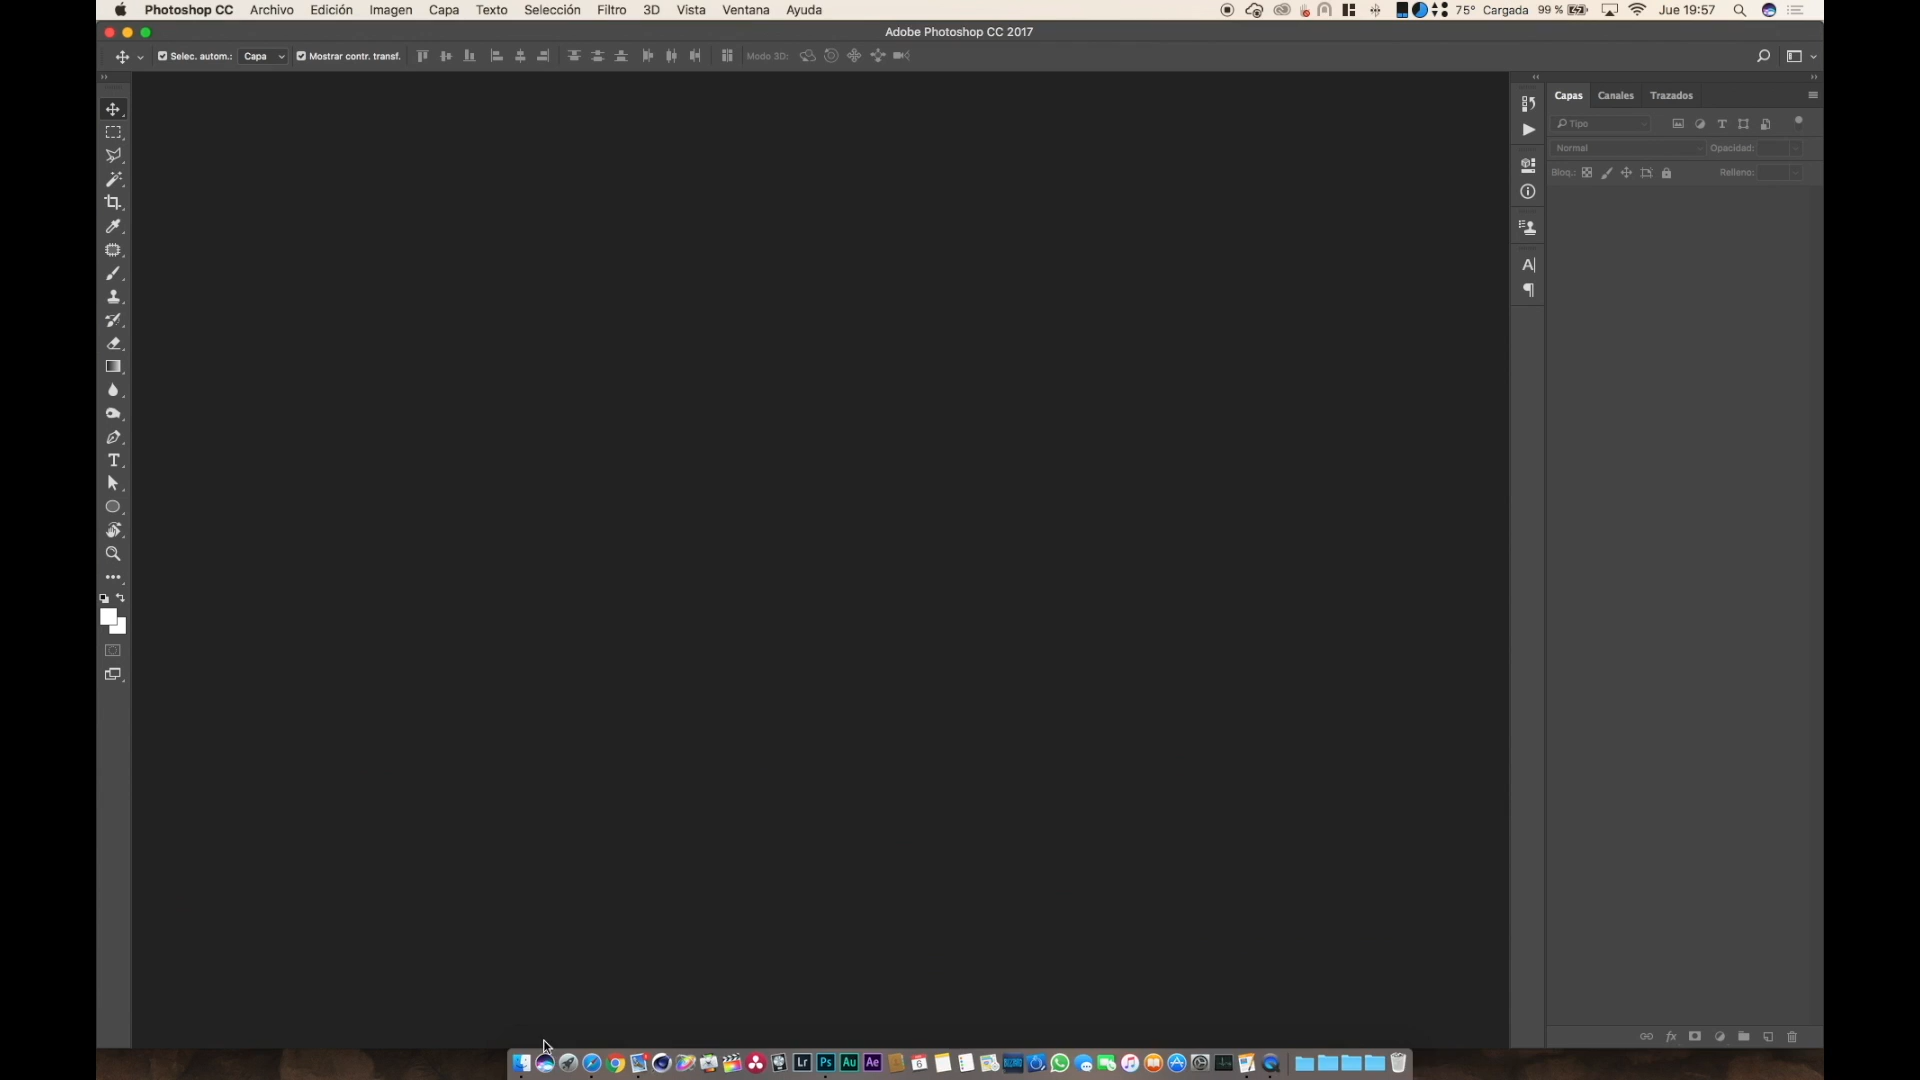 Photoshop CC Archivo Edición Imagen Capa Texto Selección Filtro 3D Vista Ventana Ayuda 75° Cargada 99 % Jue 19:57
Adobe Photoshop CC 2017
Selec. autom.: Capa Mostrar contr. transf. Modo 3D:
Capas Canales Trazados
Tipo
Normal Opacidad:
Bloq.: Relleno:
Lr Ps Au Ae 6